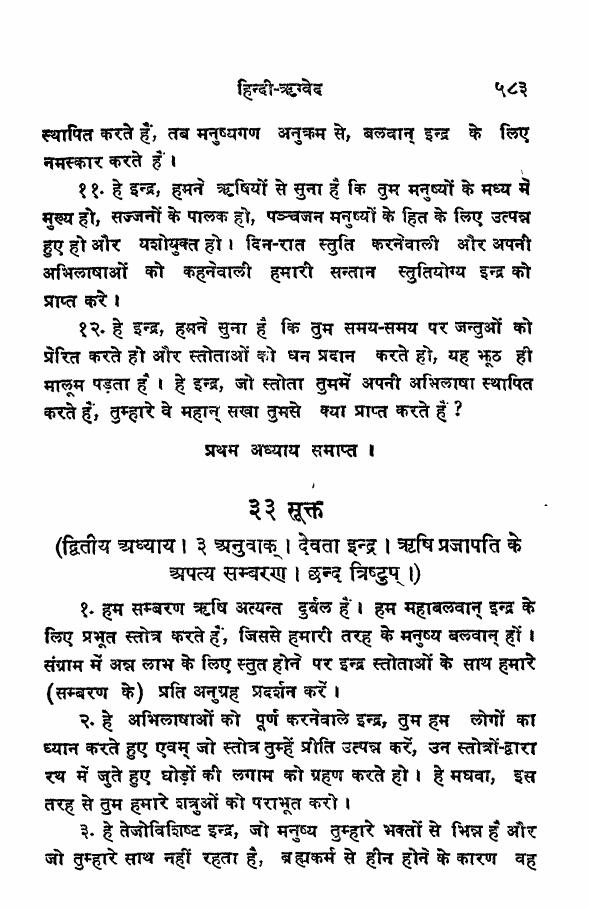 हिन्दी-ऋग्वेद ५८३
स्थापित करते हैं, तब मनुष्यगण अनुक्रम से, बलवान् इन्द्र के लिए
नमस्कार करते हैं ।
११. हे इन्द्र, हमने ऋषियों से सुना है कि तुम मनुष्यों के मध्य में
मुख्य हो, सज्जनों के पालक हो, पञ्चजन मनुष्यों के हित के लिए उत्पन्न
हुए हो और यशोयुक्त हो । दिन-रात स्तुति करनेवाली और अपनी
अभिलाषाओं को कहनेवाली हमारी सन्तान स्तुतियोग्य इन्द्र को
प्राप्त करे ।
१२. हे इन्द्र, हमने सुना है कि तुम समय-समय पर जन्तुओं को
प्रेरित करते हो और स्तोताओं को धन प्रदान करते हो, यह झूठ ही
मालूम पड़ता है । हे इन्द्र, जो स्तोता तुममें अपनी अभिलाषा स्थापित
करते हैं, तुम्हारे वे महान् सखा तुमसे क्या प्राप्त करते हैं ?
प्रथम अध्याय समाप्त ।
३३ सूक्त
(द्वितीय अध्याय । ३ अनुवाक् । देवता इन्द्र । ऋषि प्रजापति के
अपत्य सम्बरण । छन्द त्रिष्टुप् ।)
१. हम सम्बरण ऋषि अत्यन्त दुर्बल हैं । हम महाबलवान् इन्द्र के
लिए प्रभूत स्तोत्र करते हैं, जिससे हमारी तरह के मनुष्य बलवान् हों ।
संग्राम में अन्न लाभ के लिए स्तुत होने पर इन्द्र स्तोताओं के साथ हमारे
(सम्बरण के) प्रति अनुग्रह प्रदर्शन करें ।
२. हे अभिलाषाओं को पूर्ण करनेवाले इन्द्र, तुम हम लोगों का
ध्यान करते हुए एवम् जो स्तोत्र तुम्हें प्रीति उत्पन्न करें, उन स्तोत्रों-द्वारा
रथ में जुते हुए घोड़ों की लगाम को ग्रहण करते हो । हे मघवा, इस
तरह से तुम हमारे शत्रुओं को पराभूत करो ।
३. हे तेजोविशिष्ट इन्द्र, जो मनुष्य तुम्हारे भक्तों से भिन्न है और
जो तुम्हारे साथ नहीं रहता है, ब्रह्मकर्म से हीन होने के कारण वह